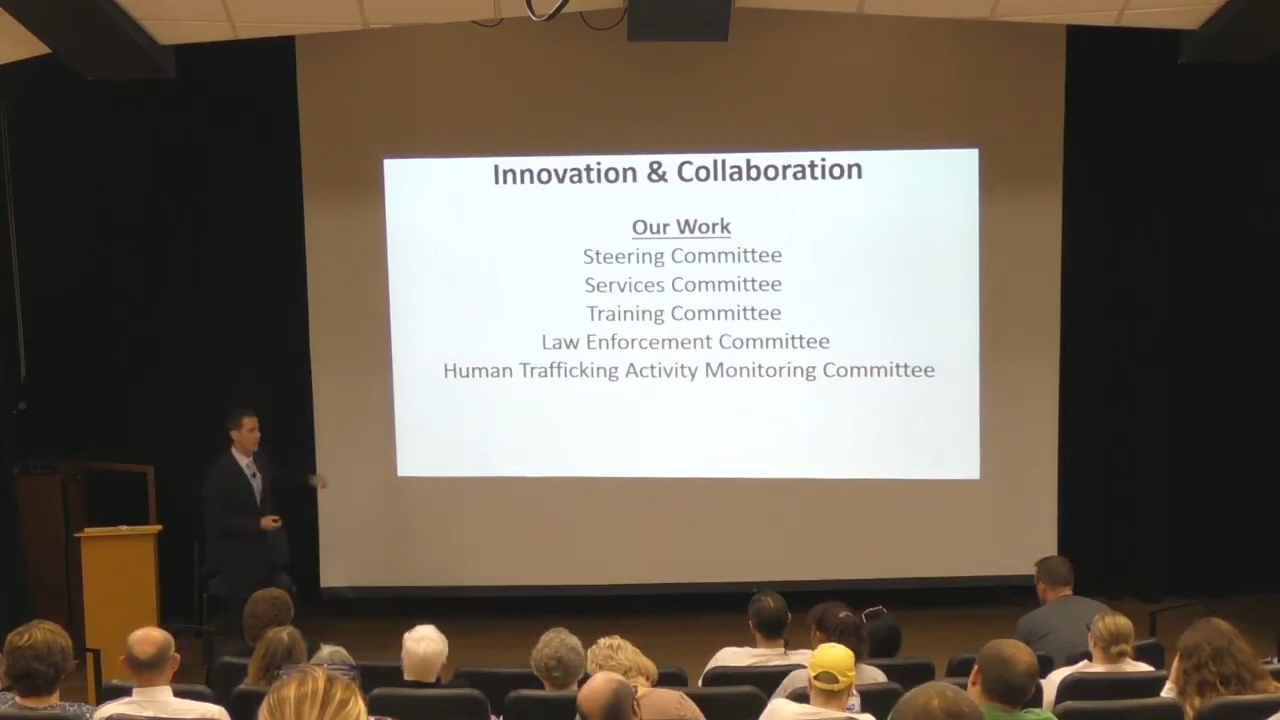 Innovation & Collaboration
Our Work
Steering Committee
Services Committee
Training Committee
Law Enforcement Committee
Human Trafficking Activity Monitoring Committee